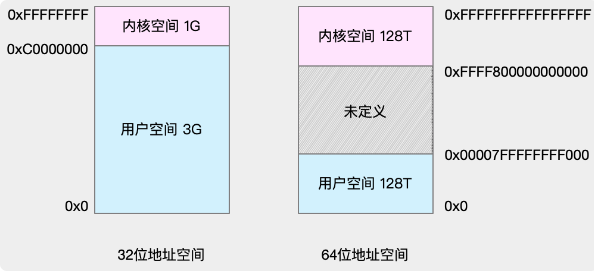 0xFFFFFFFF
内核空间 1G
0xC0000000
用户空间 3G
0x0
32位地址空间
内核空间 128T
0xFFFFFFFFFFFFFFFF
0xFFFF800000000000
未定义
0x00007FFFFFFFF000
用户空间 128T
0x0
64位地址空间